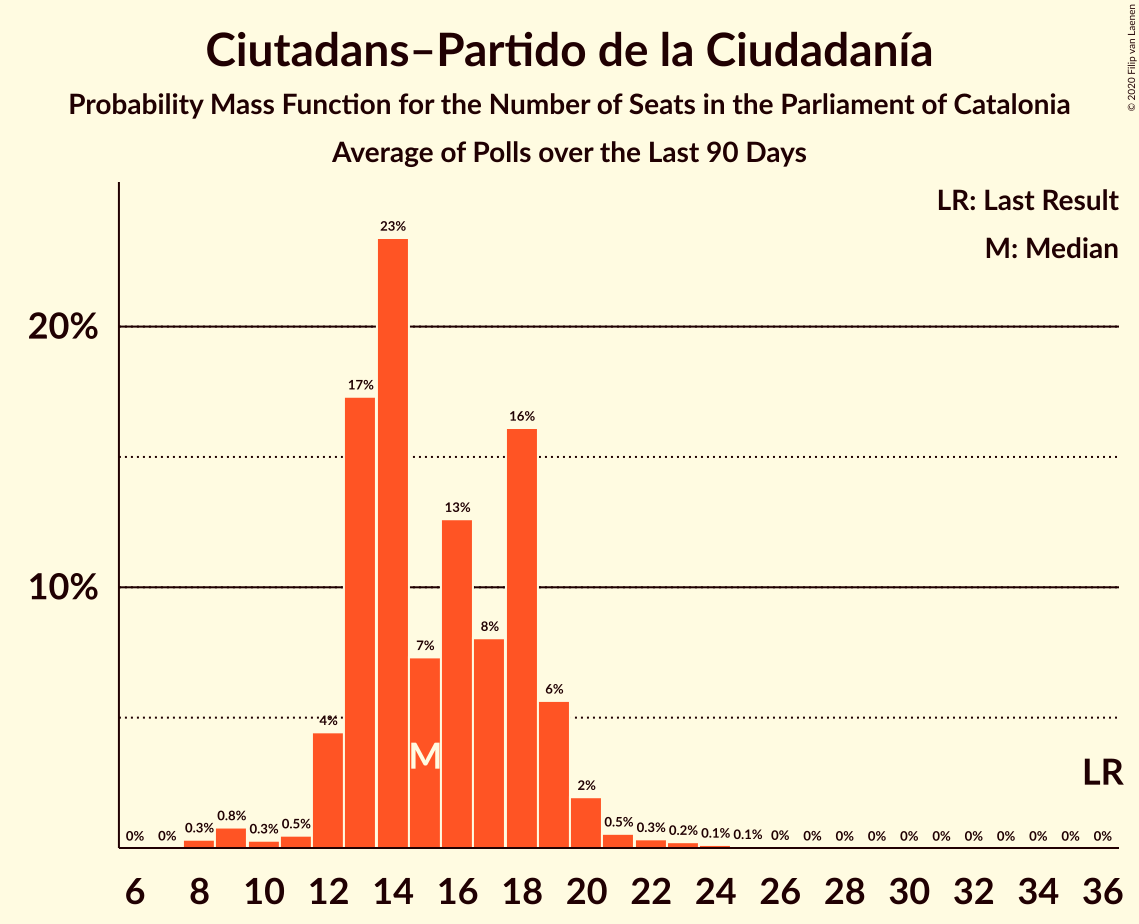 Ciutadans–Partido de la Ciudadanía
Probability Mass Function for the Number of Seats in the Parliament of Catalonia
Average of Polls over the Last 90 Days
© 2020 Filip van Laenen
LR: Last Result
M: Median
20%
10%
0% 0% 0.3% 0.8% 0.3% 0.5% 4% 17% 23% 7% 13% 8% 16% 6% 2% 0.5% 0.3% 0.2% 0.1% 0.1% 0% 0% 0% 0% 0% 0% 0% 0% 0% 0% 0%
M
LR
6 8 10 12 14 16 18 20 22 24 26 28 30 32 34 36